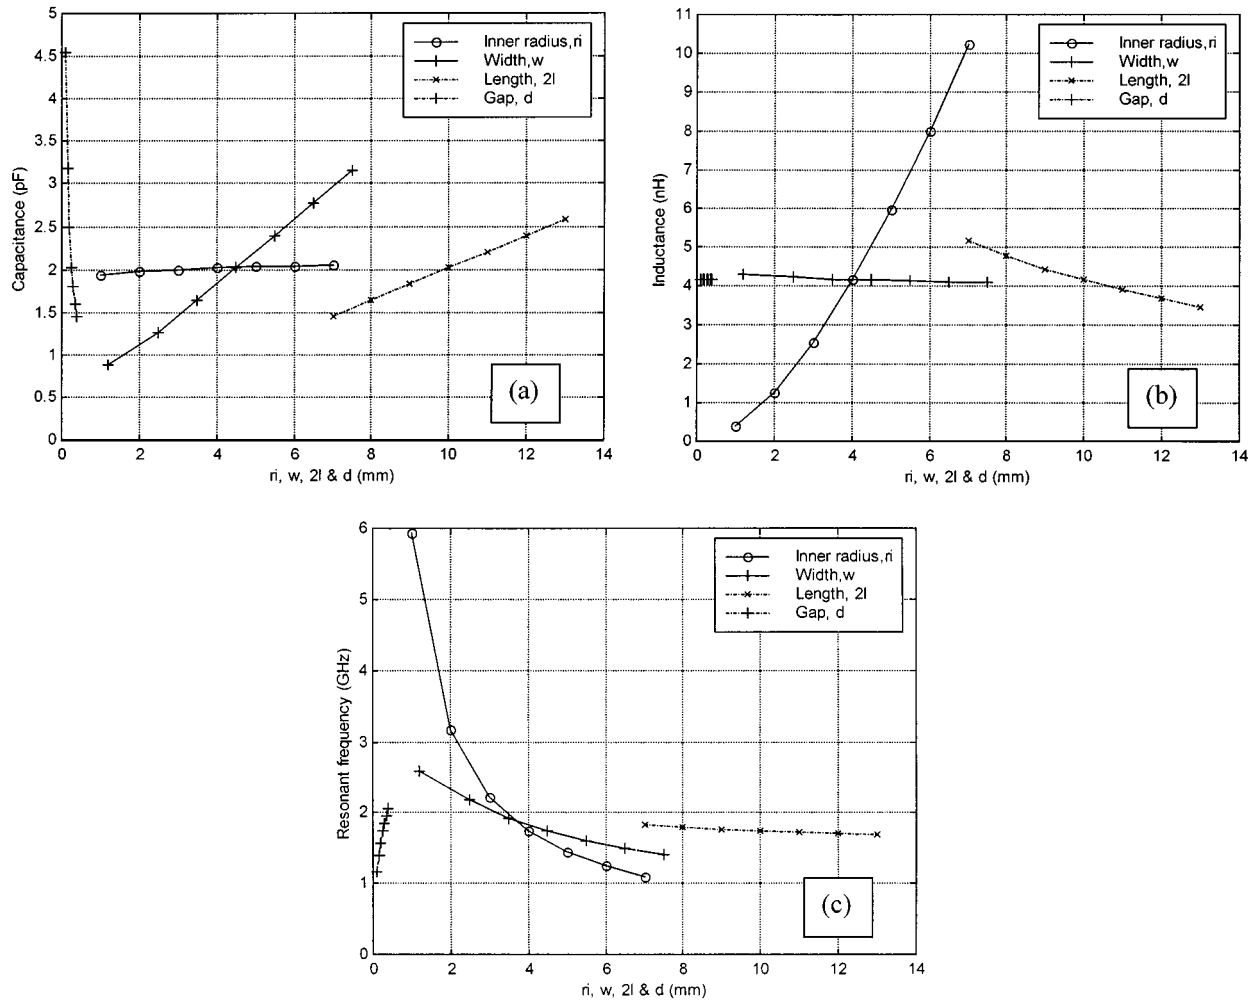 5
4.5
4
3.5
3
2.5
2
1.5
1
0.5
0
Capacitance (pF)
Inner radius,ri
Width,w
Length, 2l
Gap, d
(a)
0 2 4 6 8 10 12 14
ri, w, 2l & d (mm)
11
10
9
8
7
6
5
4
3
2
1
0
Inductance (nH)
Inner radius,ri
Width,w
Length, 2l
Gap, d
(b)
0 2 4 6 8 10 12 14
ri, w, 2l & d (mm)
6
5
4
3
2
1
0
Resonant frequency (GHz)
Inner radius,ri
Width,w
Length, 2l
Gap, d
(c)
0 2 4 6 8 10 12 14
ri, w, 2l & d (mm)